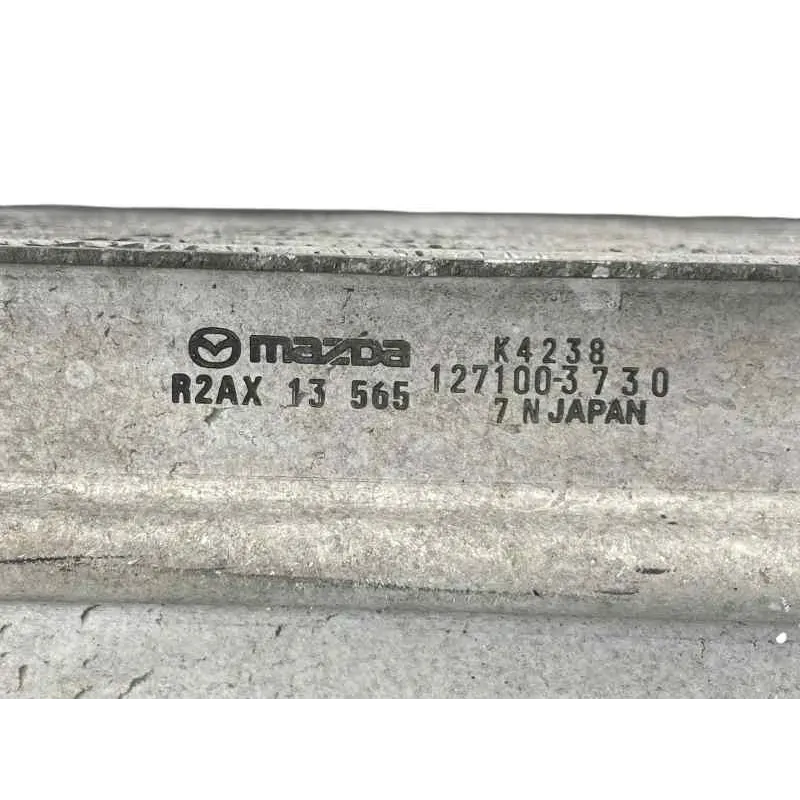 mazda
R2AX 13 565
K4238
127100-3730
7 N JAPAN